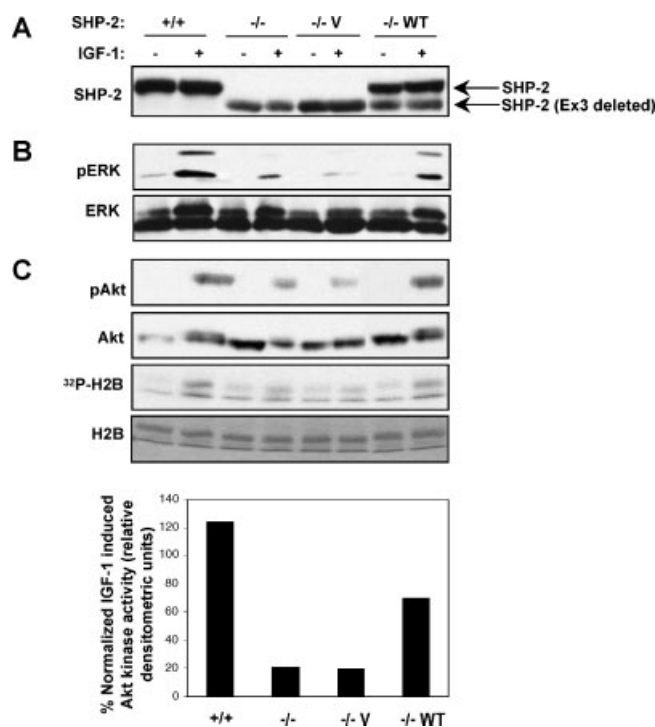 A
SHP-2: +/+ -/- -/- V -/- WT
IGF-1: - + - + - + - +
SHP-2
SHP-2
SHP-2 (Ex3 deleted)
B
pERK
ERK
C
pAkt
Akt
32P-H2B
H2B
% Normalized IGF-1 induced
Akt kinase activity (relative
densitometric units)
140
120
100
80
60
40
20
0
+/+ -/- -/- V -/- WT